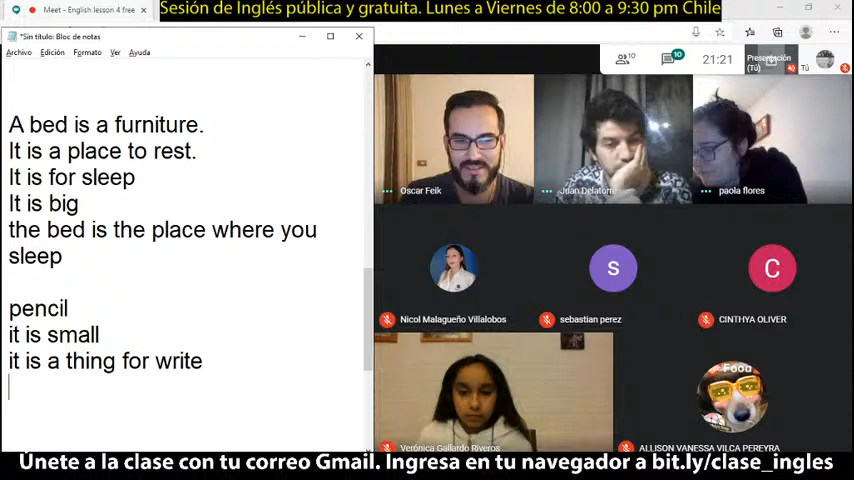 Meet - English lesson 4 free
Sesión de Inglés pública y gratuita. Lunes a Viernes de 8:00 a 9:30 pm Chile
*Sin título: Bloc de notas
Archivo Edición Formato Ver Ayuda
A bed is a furniture.
It is a place to rest.
It is for sleep
It is big
the bed is the place where you
sleep
pencil
it is small
it is a thing for write
10
10
21:21
Presentación
(Tú)
Tú
Oscar Feik
Juan Delatorre
paola flores
S
C
Nicol Malagueño Villalobos
sebastian perez
CINTHYA OLIVER
Fooo
Verónica Gallardo Riveros
ALLISON VANESSA VILCA PEREYRA
Únete a la clase con tu correo Gmail. Ingresa en tu navegador a bit.ly/clase_ingles